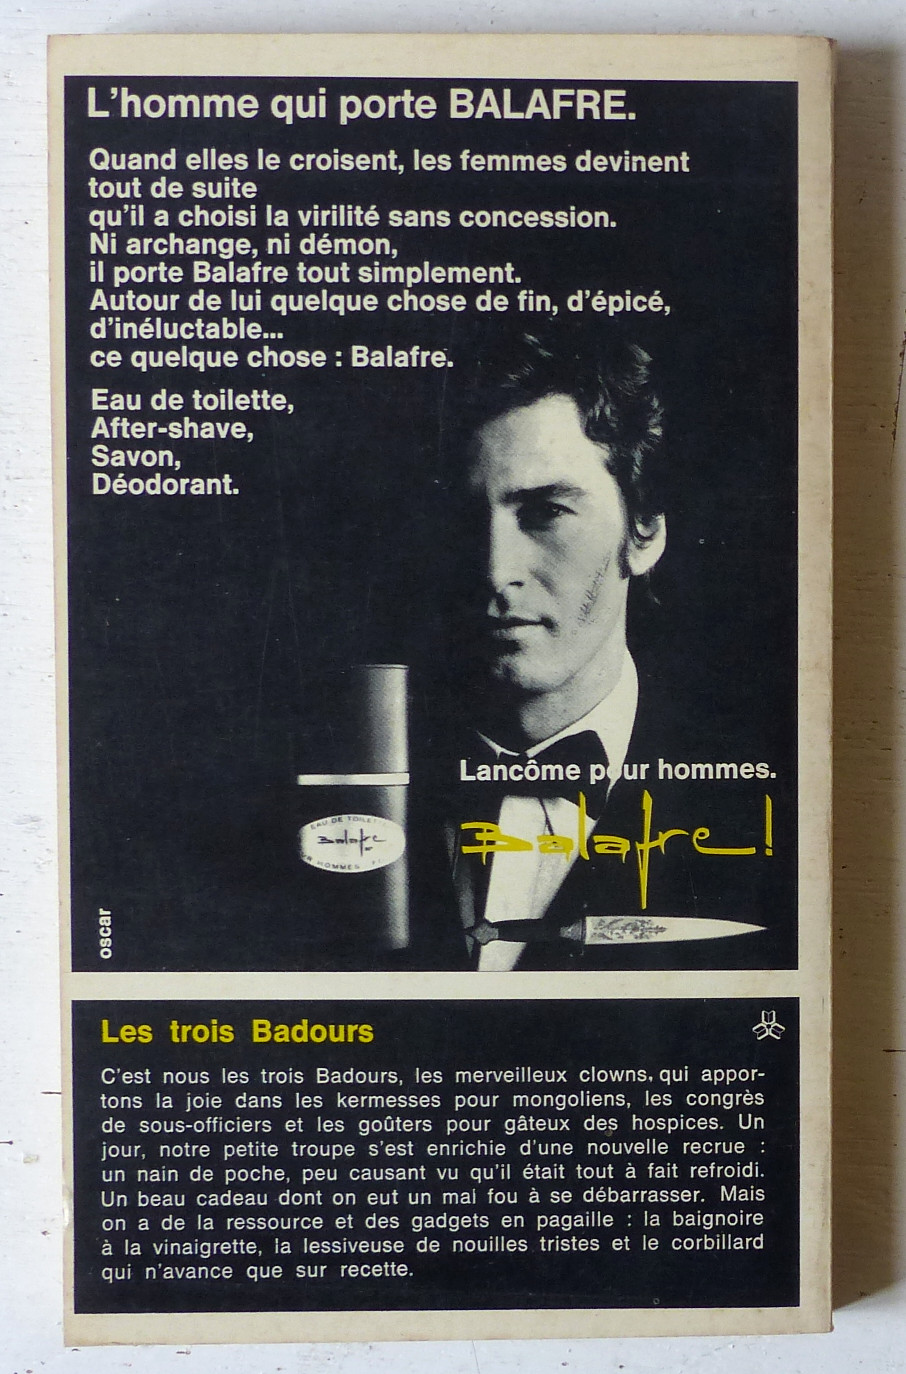 L'homme qui porte BALAFRE.
Quand elles le croisent, les femmes devinent
tout de suite
qu'il a choisi la virilité sans concession.
Ni archange, ni démon,
il porte Balafre tout simplement.
Autour de lui quelque chose de fin, d'épicé,
d'inéluctable...
ce quelque chose : Balafre.
Eau de toilette,
After-shave,
Savon,
Déodorant.
Lancôme pour hommes.
EAU DE TOILETTE
Balafre
HOMMES
Balafre!
oscar
Les trois Badours
C'est nous les trois Badours, les merveilleux clowns, qui appor-
tons la joie dans les kermesses pour mongoliens, les congrès
de sous-officiers et les goûters pour gâteux des hospices. Un
jour, notre petite troupe s'est enrichie d'une nouvelle recrue :
un nain de poche, peu causant vu qu'il était tout à fait refroidi.
Un beau cadeau dont on eut un mal fou à se débarrasser. Mais
on a de la ressource et des gadgets en pagaille : la baignoire
à la vinaigrette, la lessiveuse de nouilles tristes et le corbillard
qui n'avance que sur recette.